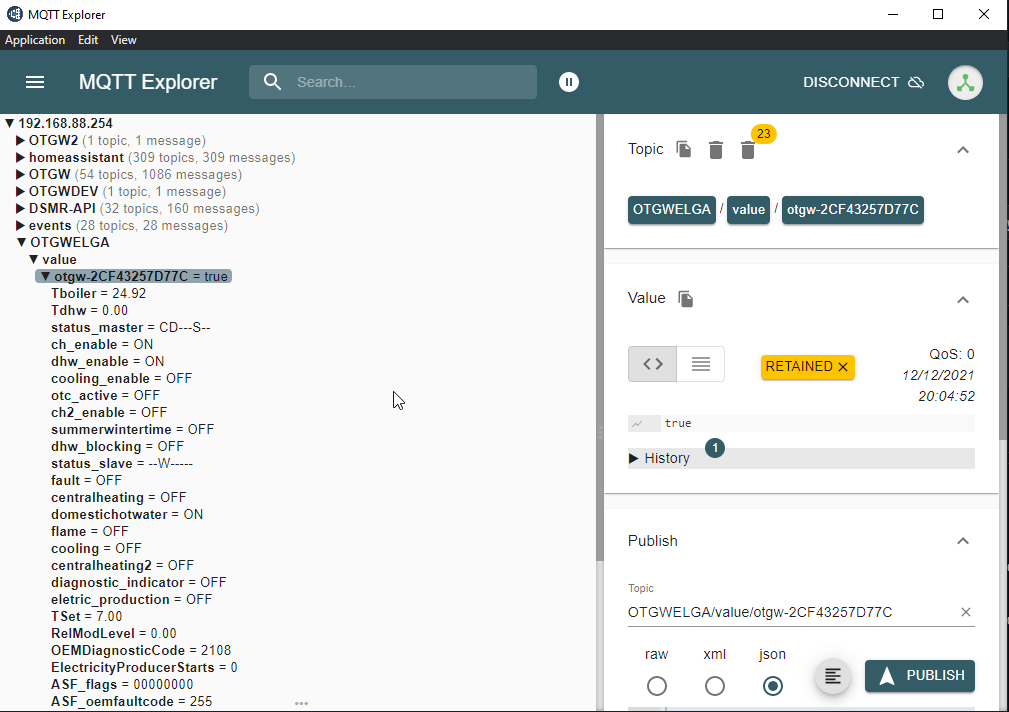 MQTT Explorer
Application Edit View
MQTT Explorer
Search...
DISCONNECT
192.168.88.254
OTGW2 (1 topic, 1 message)
homeassistant (309 topics, 309 messages)
OTGW (54 topics, 1086 messages)
OTGWDEV (1 topic, 1 message)
DSMR-API (32 topics, 160 messages)
events (28 topics, 28 messages)
OTGWELGA
value
otgw-2CF43257D77C = true
Tboiler = 24.92
Tdhw = 0.00
status_master = CD---S--
ch_enable = ON
dhw_enable = ON
cooling_enable = OFF
otc_active = OFF
ch2_enable = OFF
summerwintertime = OFF
dhw_blocking = OFF
status_slave = --W-----
fault = OFF
centralheating = OFF
domestichotwater = ON
flame = OFF
cooling = OFF
centralheating2 = OFF
diagnostic_indicator = OFF
eletric_production = OFF
TSet = 7.00
RelModLevel = 0.00
OEMDiagnosticCode = 2108
ElectricityProducerStarts = 0
ASF_flags = 00000000
ASF_oemfaultcode = 255
Topic
23
OTGWELGA / value / otgw-2CF43257D77C
Value
RETAINED
QoS: 0
12/12/2021
20:04:52
true
History
1
Publish
Topic
OTGWELGA/value/otgw-2CF43257D77C
raw xml json
PUBLISH